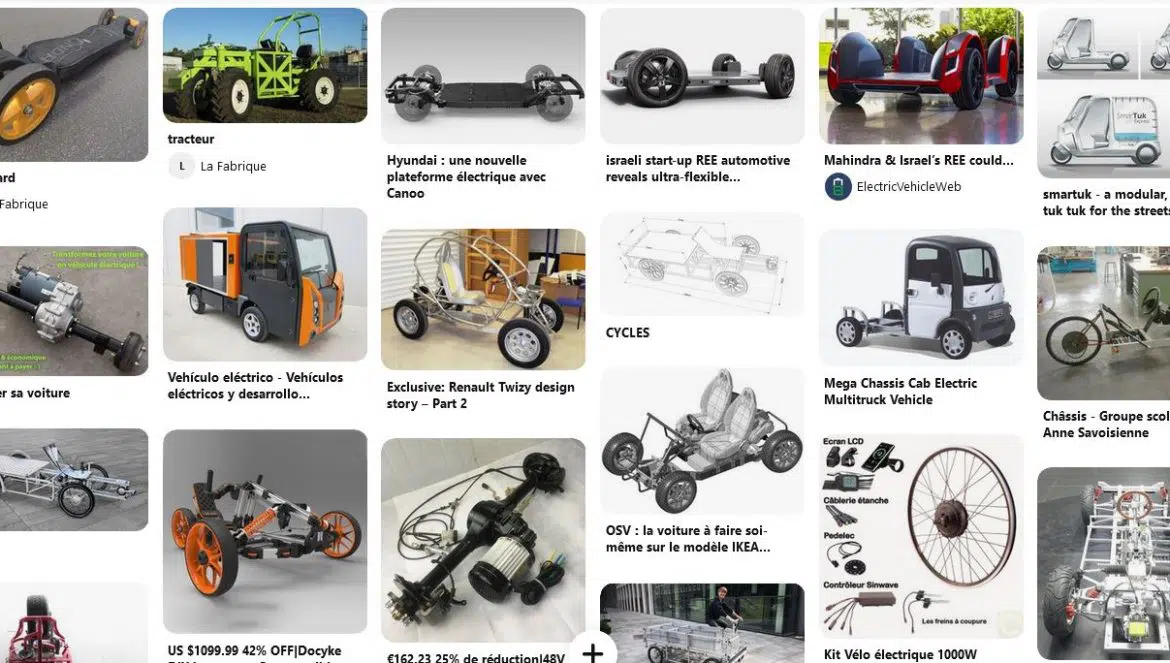 ard
Fabrique
Transformez votre voiture
en véhicule électrique !
& économique
er sa voiture
tracteur
L
La Fabrique
Vehículo eléctrico - Vehículos
eléctricos y desarrollo...
US $1099.99 42% OFF|Docyke
Hyundai : une nouvelle
plateforme électrique avec
Canoo
Exclusive: Renault Twizy design
story – Part 2
€162.23 25% de réduction|48V
israeli start-up REE automotive
reveals ultra-flexible...
CYCLES
OSV : la voiture à faire soi-
même sur le modèle IKEA...
Mahindra & Israel's REE could...
ElectricVehicleWeb
Mega Chassis Cab Electric
Multitruck Vehicle
Ecran LCD
Câblerie étanche
Pedelec
Contrôleur Sinwave
Les freins à coupure
Kit Vélo électrique 1000W
SmarTuk
Express
smartuk - a modular,
tuk tuk for the streets
Châssis - Groupe scol
Anne Savoisienne